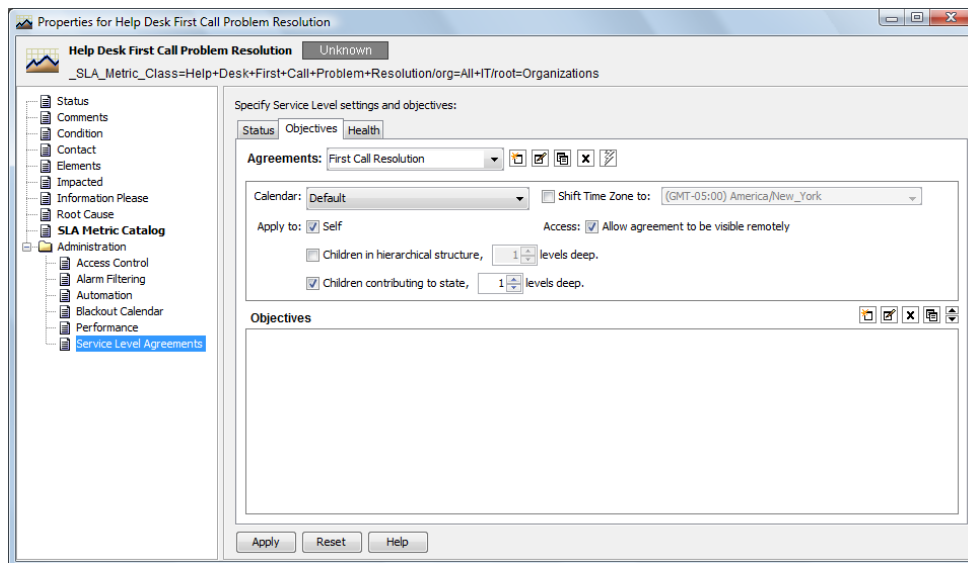 Properties for Help Desk First Call Problem Resolution
Help Desk First Call Problem Resolution Unknown
_SLA_Metric_Class=Help+Desk+First+Call+Problem+Resolution/org=All+IT/root=Organizations
Status
Comments
Condition
Contact
Elements
Impacted
Information Please
Root Cause
SLA Metric Catalog
Administration
Access Control
Alarm Filtering
Automation
Blackout Calendar
Performance
Service Level Agreements
Specify Service Level settings and objectives:
Status Objectives Health
Agreements: First Call Resolution
Calendar: Default Shift Time Zone to: (GMT-05:00) America/New_York
Apply to: Self Access: Allow agreement to be visible remotely
Children in hierarchical structure, 1 levels deep.
Children contributing to state, 1 levels deep.
Objectives
Apply Reset Help